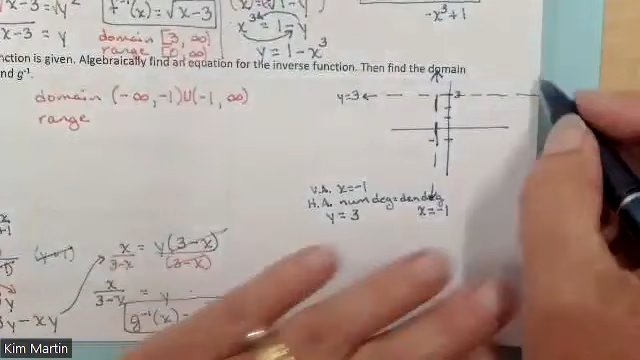 √x-3 = √y²
f⁻¹(x) = √x-3
√x-3 = y
domain [3, ∞)
range [0, ∞)
x³ = 1 - y
y = 1 - x³
-x³+1
nction is given. Algebraically find an equation for the inverse function. Then find the domain
nd g⁻¹.
domain (-∞, -1) U (-1, ∞)
range
y=3
3
V.A. x=-1
H.A. num deg = den deg
y = 3
x=-1
x/3-x = y(3-x)/(3-x)
x/3-x = y
3y - xy
g⁻¹(x) =
Kim Martin